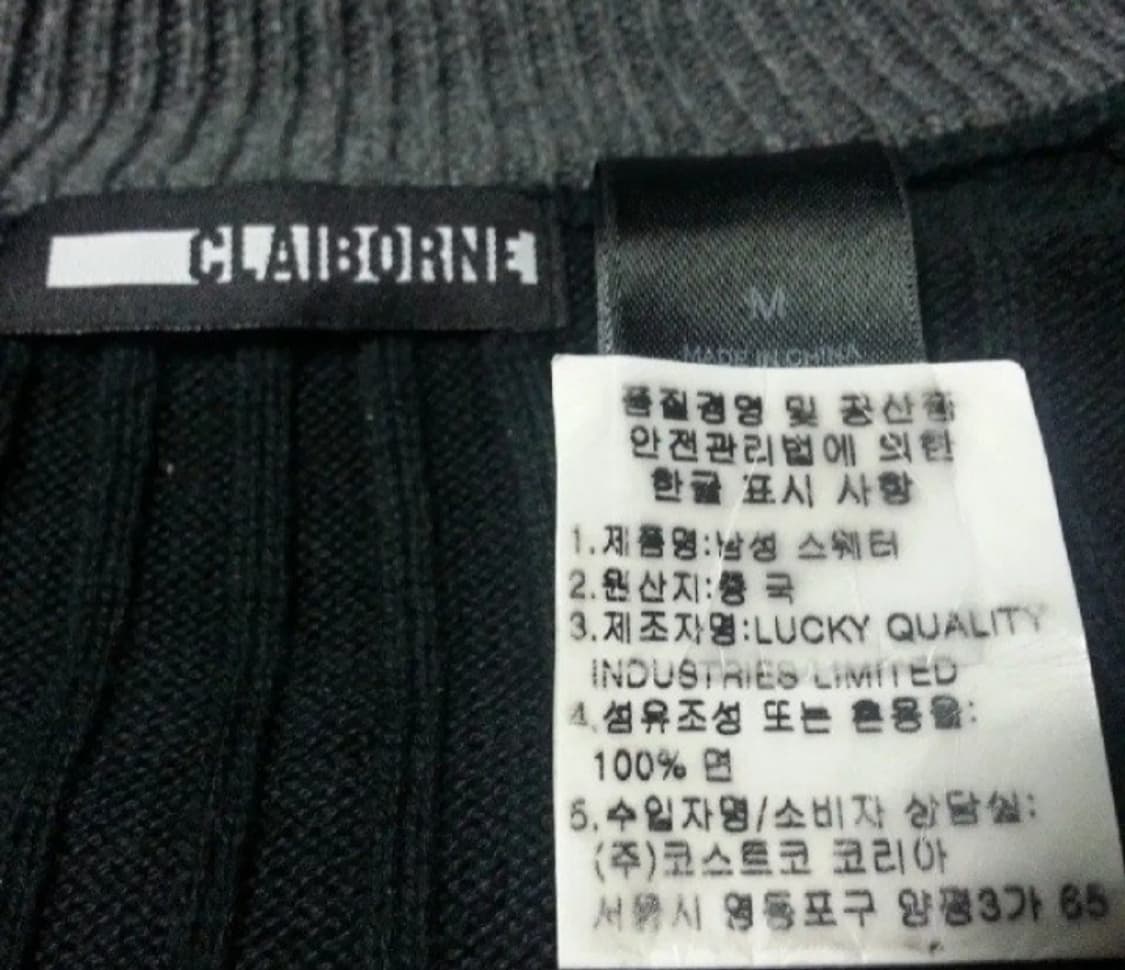 CLAIBORNE
M
MADE IN CHINA
품질경영 및 공산품
안전관리법에 의한
한글 표시 사항
1.제품명:남성 스웨터
2.원산지:중국
3.제조자명:LUCKY QUALITY
INDUSTRIES LIMITED
4.섬유조성 또는 혼용율:
100% 면
5.수입자명/소비자 상담실:
(주)코스트코 코리아
서울시 영등포구 양평3가 65